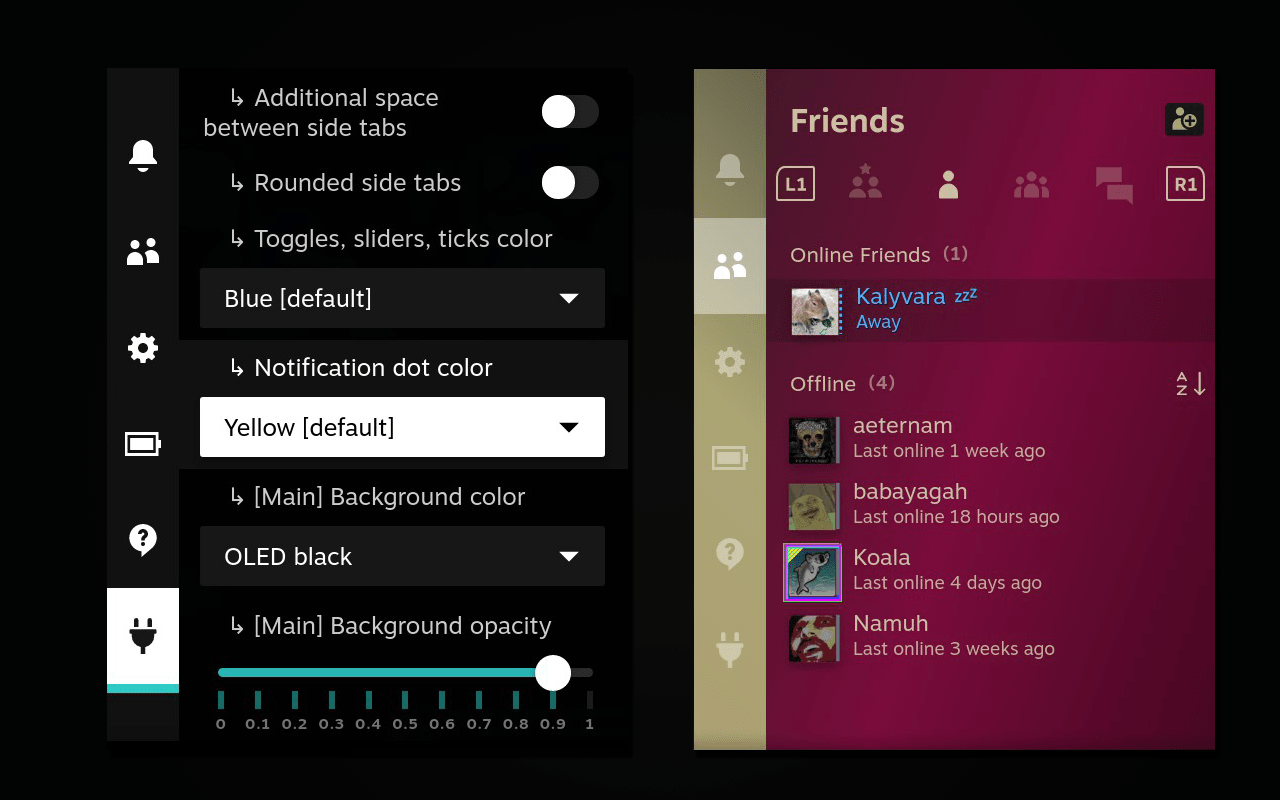 ↳ Additional space
between side tabs
↳ Rounded side tabs
↳ Toggles, sliders, ticks color
Blue [default]
↳ Notification dot color
Yellow [default]
↳ [Main] Background color
OLED black
↳ [Main] Background opacity
0 0.1 0.2 0.3 0.4 0.5 0.6 0.7 0.8 0.9 1
Friends
L1 R1
Online Friends (1)
Kalyvara zzZ
Away
Offline (4) A
Z
aeternam
Last online 1 week ago
babayagah
Last online 18 hours ago
Koala
Last online 4 days ago
Namuh
Last online 3 weeks ago